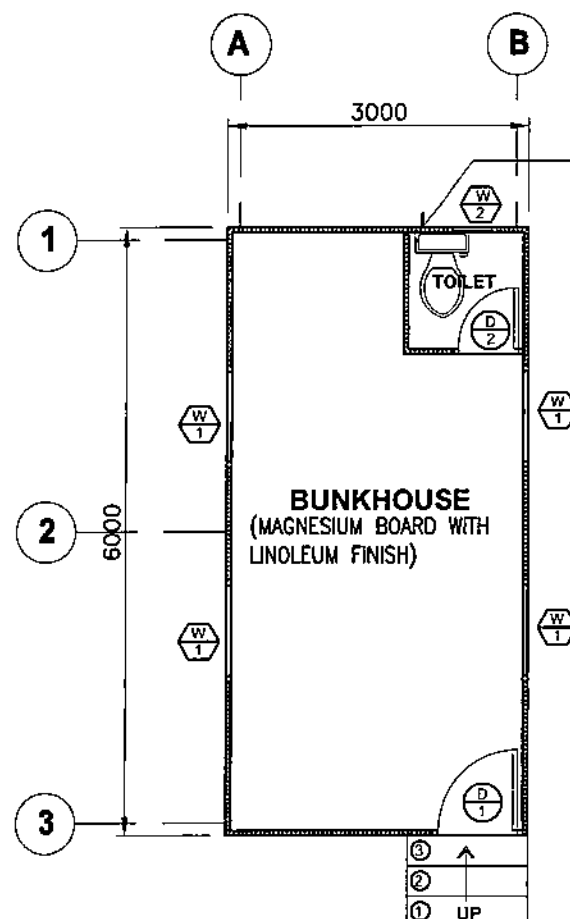 A B
3000
W
2
1
TOILET
D
2
W
1
W
1
BUNKHOUSE
(MAGNESIUM BOARD WITH
LINOLEUM FINISH)
2
6000
W
1
W
1
D
1
3
3
2
1 UP